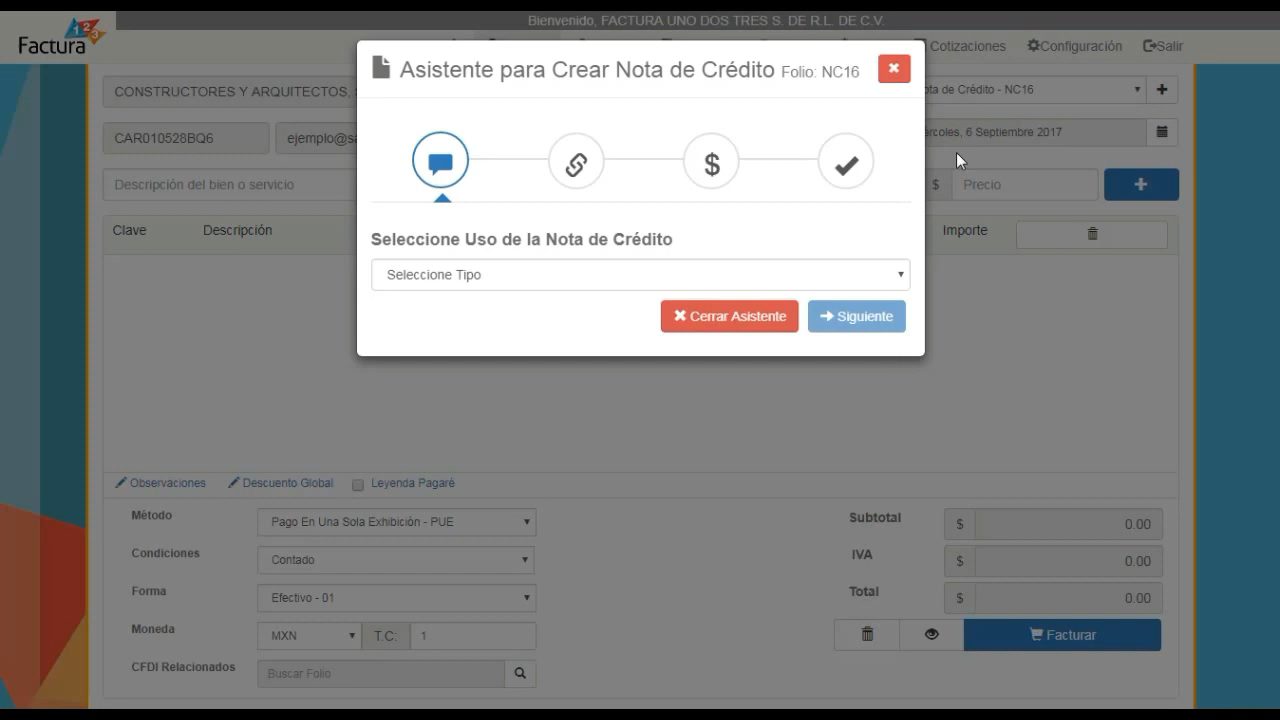 Bienvenido, FACTURA UNO DOS TRES S. DE R.L. DE C.V.
Factura 123
Cotizaciones Configuración Salir
Asistente para Crear Nota de Crédito Folio: NC16
CONSTRUCTORES Y ARQUITECTOS,
ota de Crédito - NC16
CAR010528BQ6
ejemplo@sa
ercoles, 6 Septiembre 2017
Descripción del bien o servicio
$ Precio
Clave Descripción Importe
Seleccione Uso de la Nota de Crédito
Seleccione Tipo
Cerrar Asistente Siguiente
Observaciones Descuento Global Leyenda Pagaré
Método Pago En Una Sola Exhibición - PUE
Condiciones Contado
Forma Efectivo - 01
Moneda MXN T.C: 1
CFDI Relacionados Buscar Folio
Subtotal $ 0.00
IVA $ 0.00
Total $ 0.00
Facturar